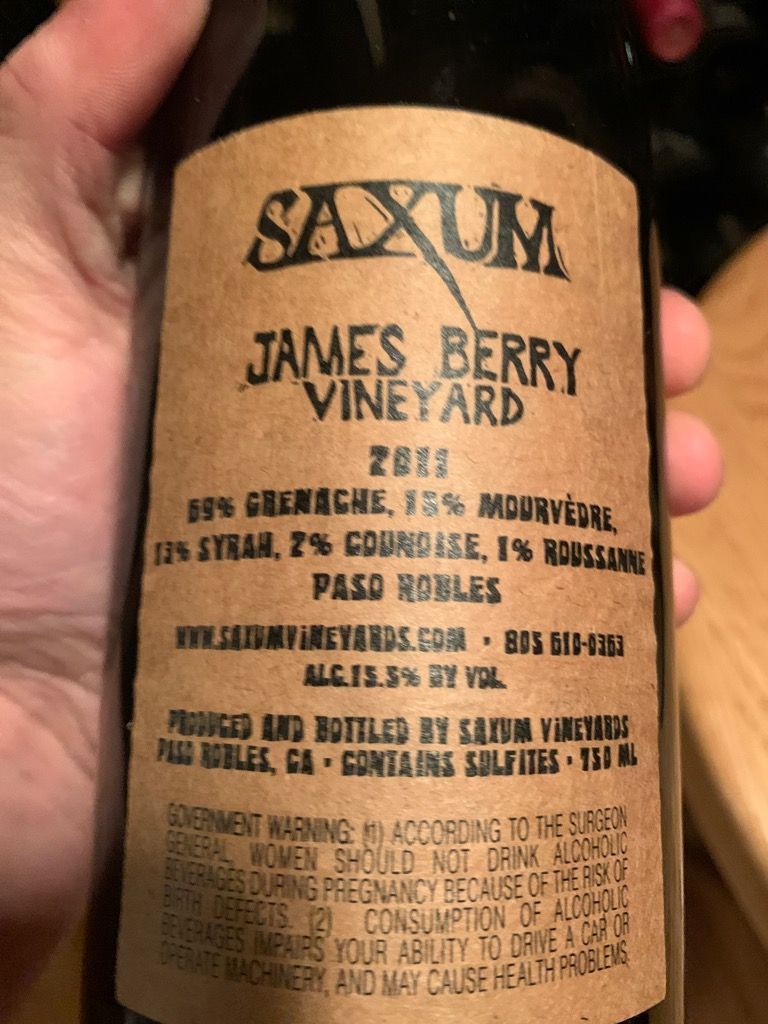 SAXUM
JAMES BERRY
VINEYARD
2011
69% GRENACHE, 15% MOURVÈDRE,
13% SYRAH, 2% COUNOISE, 1% ROUSSANNE
PASO ROBLES
WWW.SAXUMVINEYARDS.COM • 805 610-0363
ALC.15.5% BY VOL.
PRODUCED AND BOTTLED BY SAXUM VINEYARDS
PASO ROBLES, CA • CONTAINS SULFITES • 750 ML
GOVERNMENT WARNING: (1) ACCORDING TO THE SURGEON
GENERAL, WOMEN SHOULD NOT DRINK ALCOHOLIC
BEVERAGES DURING PREGNANCY BECAUSE OF THE RISK OF
BIRTH DEFECTS. (2) CONSUMPTION OF ALCOHOLIC
BEVERAGES IMPAIRS YOUR ABILITY TO DRIVE A CAR OR
OPERATE MACHINERY, AND MAY CAUSE HEALTH PROBLEMS.